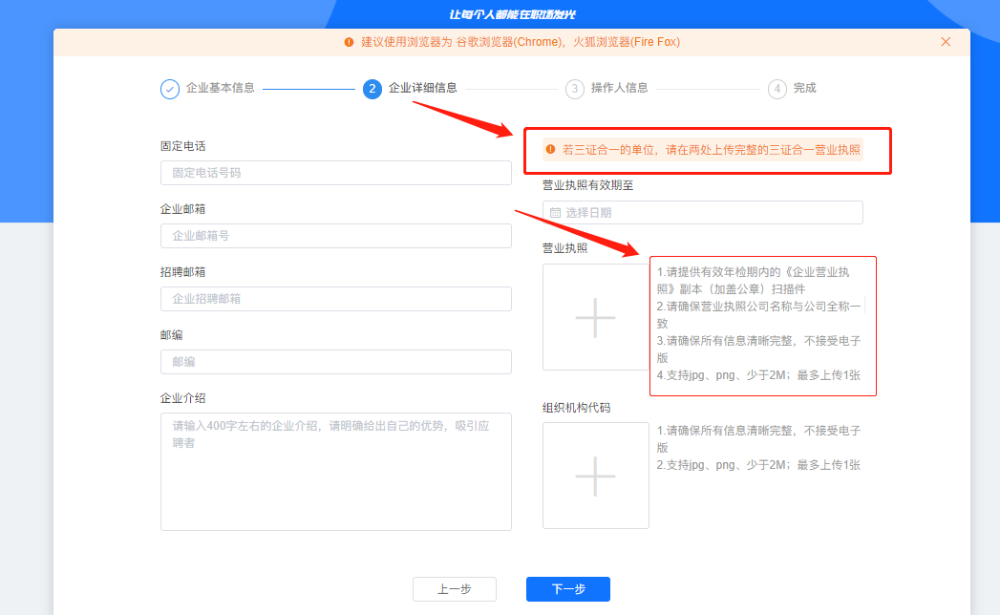 让每个人都能在职场发光
建议使用浏览器为 谷歌浏览器(Chrome)，火狐浏览器(Fire Fox)
企业基本信息
2 企业详细信息
3 操作人信息
4 完成
固定电话
固定电话号码
企业邮箱
企业邮箱号
招聘邮箱
企业招聘邮箱
邮编
邮编
企业介绍
请输入400字左右的企业介绍，请明确给出自己的优势，吸引应
聘者
若三证合一的单位，请在两处上传完整的三证合一营业执照
营业执照有效期至
选择日期
营业执照
1.请提供有效年检期内的《企业营业执
照》副本（加盖公章）扫描件
2.请确保营业执照公司名称与公司全称一
致
3.请确保所有信息清晰完整，不接受电子
版
4.支持jpg、png、少于2M；最多上传1张
组织机构代码
1.请确保所有信息清晰完整，不接受电子
版
2.支持jpg、png、少于2M；最多上传1张
上一步
下一步